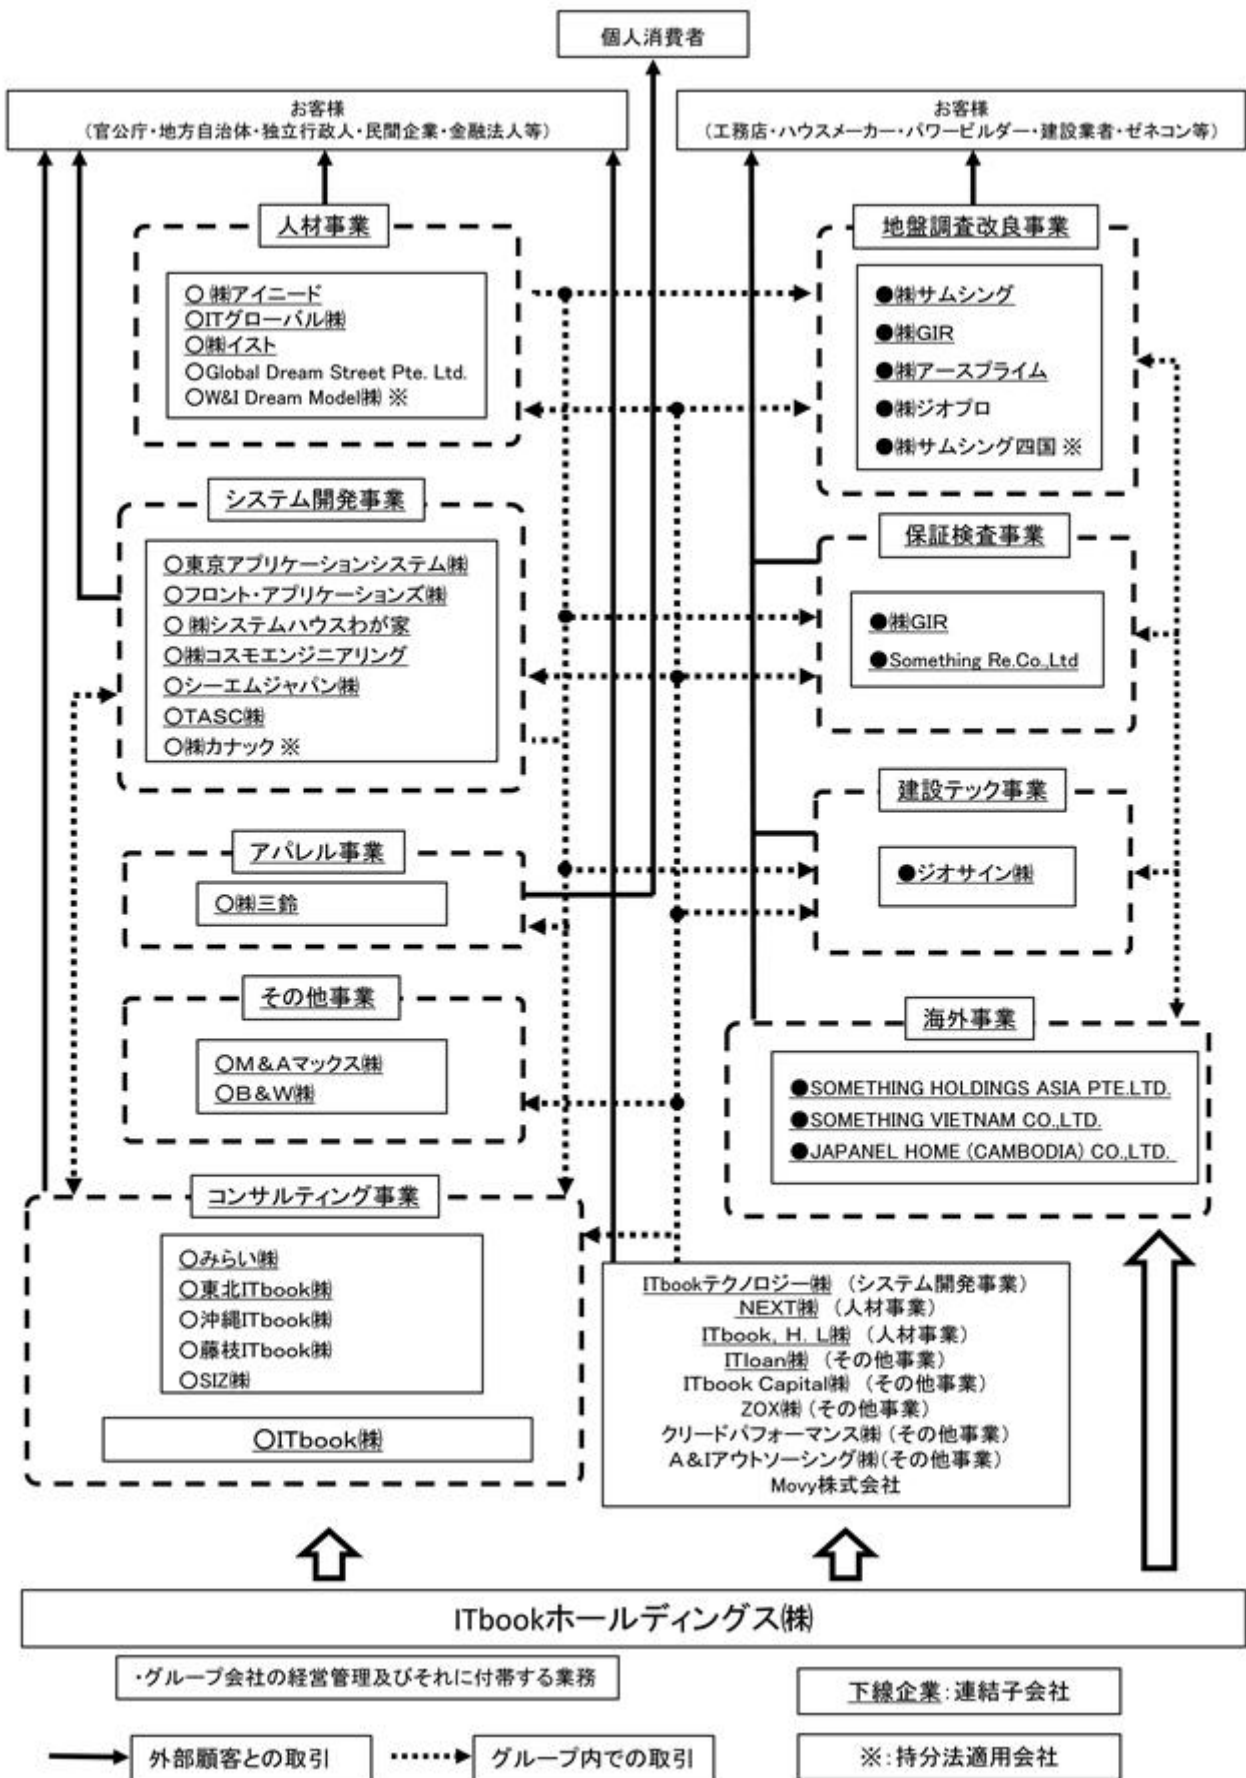 個人消費者
お客様
（官公庁・地方自治体・独立行政人・民間企業・金融法人等）
お客様
（工務店・ハウスメーカー・パワービルダー・建設業者・ゼネコン等）
人材事業
○㈱アイニード
○ITグローバル㈱
○㈱イスト
○Global Dream Street Pte. Ltd.
○W&I Dream Model㈱ ※
地盤調査改良事業
●㈱サムシング
●㈱GIR
●㈱アースプライム
●㈱ジオプロ
●㈱サムシング四国 ※
システム開発事業
○東京アプリケーションシステム㈱
○フロント・アプリケーションズ㈱
○㈱システムハウスわが家
○㈱コスモエンジニアリング
○シーエムジャパン㈱
○TASC㈱
○㈱カナック ※
保証検査事業
●㈱GIR
●Something Re.Co.,Ltd
建設テック事業
●ジオサイン㈱
アパレル事業
○㈱三鈴
その他事業
○M＆Aマックス㈱
○B＆W㈱
海外事業
●SOMETHING HOLDINGS ASIA PTE.LTD.
●SOMETHING VIETNAM CO.,LTD.
●JAPANEL HOME (CAMBODIA) CO.,LTD.
コンサルティング事業
○みらい㈱
○東北ITbook㈱
○沖縄ITbook㈱
○藤枝ITbook㈱
○SIZ㈱
○ITbook㈱
ITbookテクノロジー㈱ （システム開発事業）
NEXT㈱ （人材事業）
ITbook, H. L㈱ （人材事業）
ITloan㈱ （その他事業）
ITbook Capital㈱ （その他事業）
ZOX㈱（その他事業）
クリードパフォーマンス㈱（その他事業）
A＆Iアウトソーシング㈱（その他事業）
Movy株式会社
ITbookホールディングス㈱
・グループ会社の経営管理及びそれに付帯する業務
下線企業：連結子会社
外部顧客との取引
グループ内での取引
※：持分法適用会社